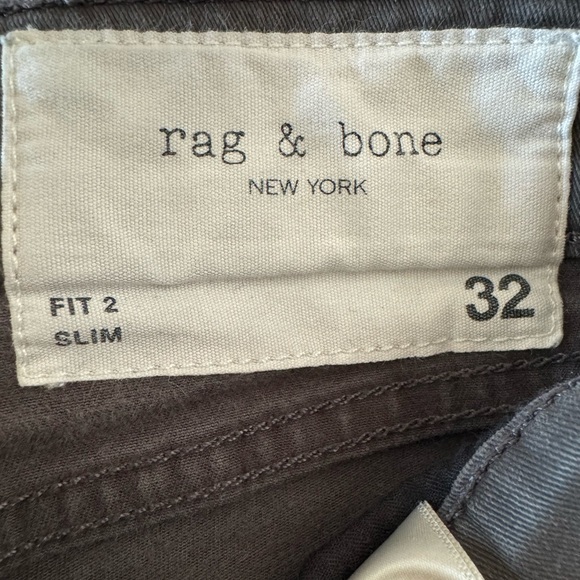 rag & bone
NEW YORK
FIT 2
SLIM
32